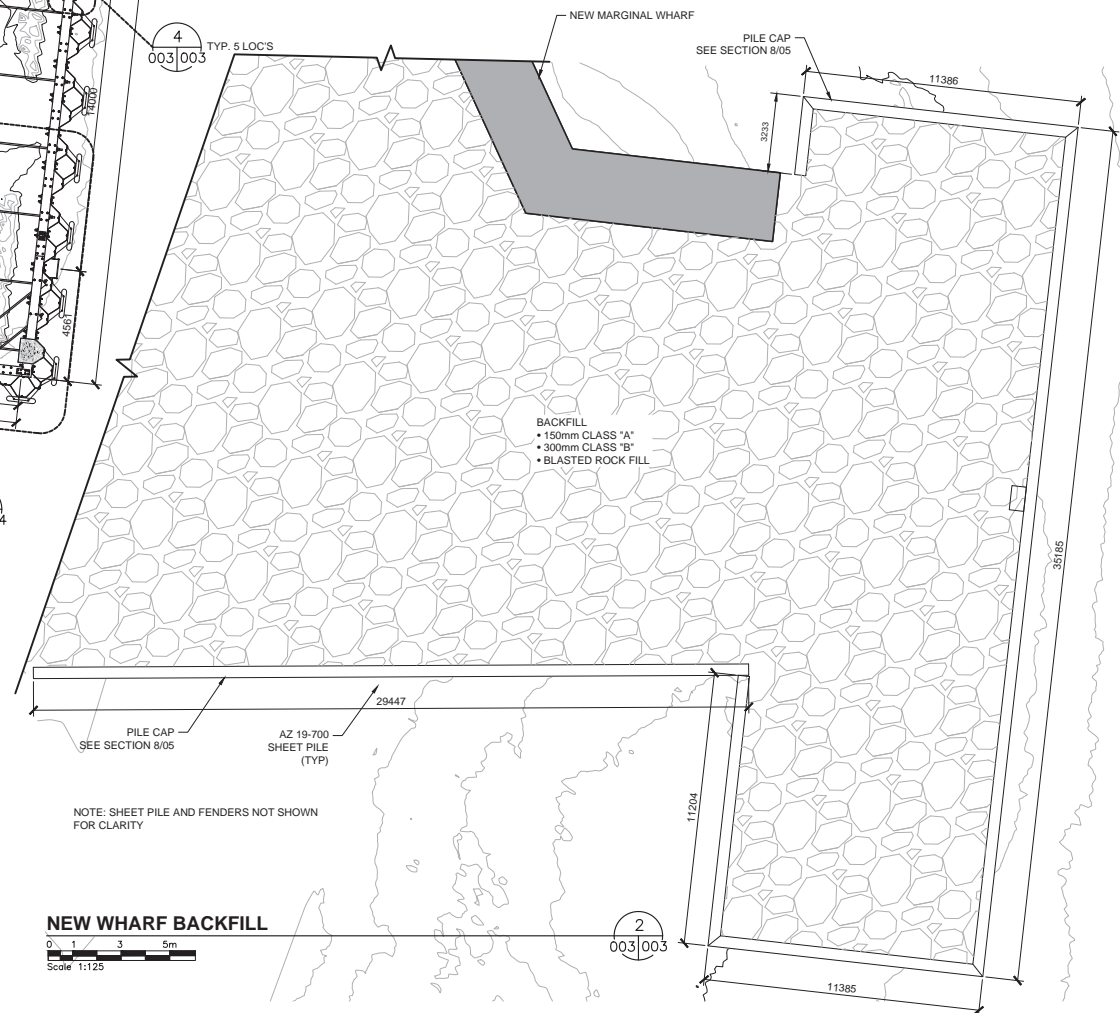 4
003 003
TYP. 5 LOC'S
NEW MARGINAL WHARF
PILE CAP
SEE SECTION 8/05
11386
3233
14000
4561
4
BACKFILL
• 150mm CLASS "A"
• 300mm CLASS "B"
• BLASTED ROCK FILL
35185
29447
PILE CAP
SEE SECTION 8/05
AZ 19-700
SHEET PILE
(TYP)
11204
NOTE: SHEET PILE AND FENDERS NOT SHOWN
FOR CLARITY
NEW WHARF BACKFILL
0 1 3 5m
Scale 1:125
2
003 003
11385